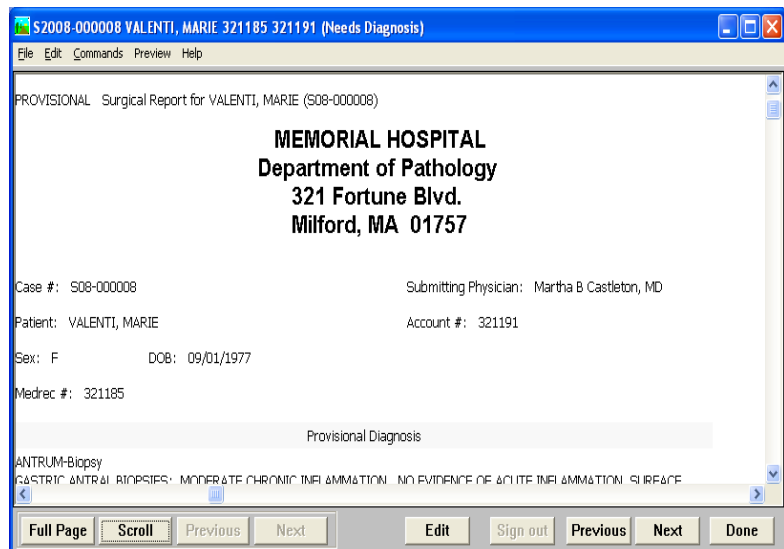 S2008-000008 VALENTI, MARIE 321185 321191 (Needs Diagnosis)
File Edit Commands Preview Help
PROVISIONAL Surgical Report for VALENTI, MARIE (S08-000008)
MEMORIAL HOSPITAL
Department of Pathology
321 Fortune Blvd.
Milford, MA 01757
Case #: S08-000008 Submitting Physician: Martha B Castleton, MD
Patient: VALENTI, MARIE Account #: 321191
Sex: F DOB: 09/01/1977
Medrec #: 321185
Provisional Diagnosis
ANTRUM-Biopsy
GASTRIC ANTRAL BIOPSIES: MODERATE CHRONIC INFLAMMATION. NO EVIDENCE OF ACUTE INFLAMMATION. SURFACE
Full Page Scroll Previous Next Edit Sign out Previous Next Done